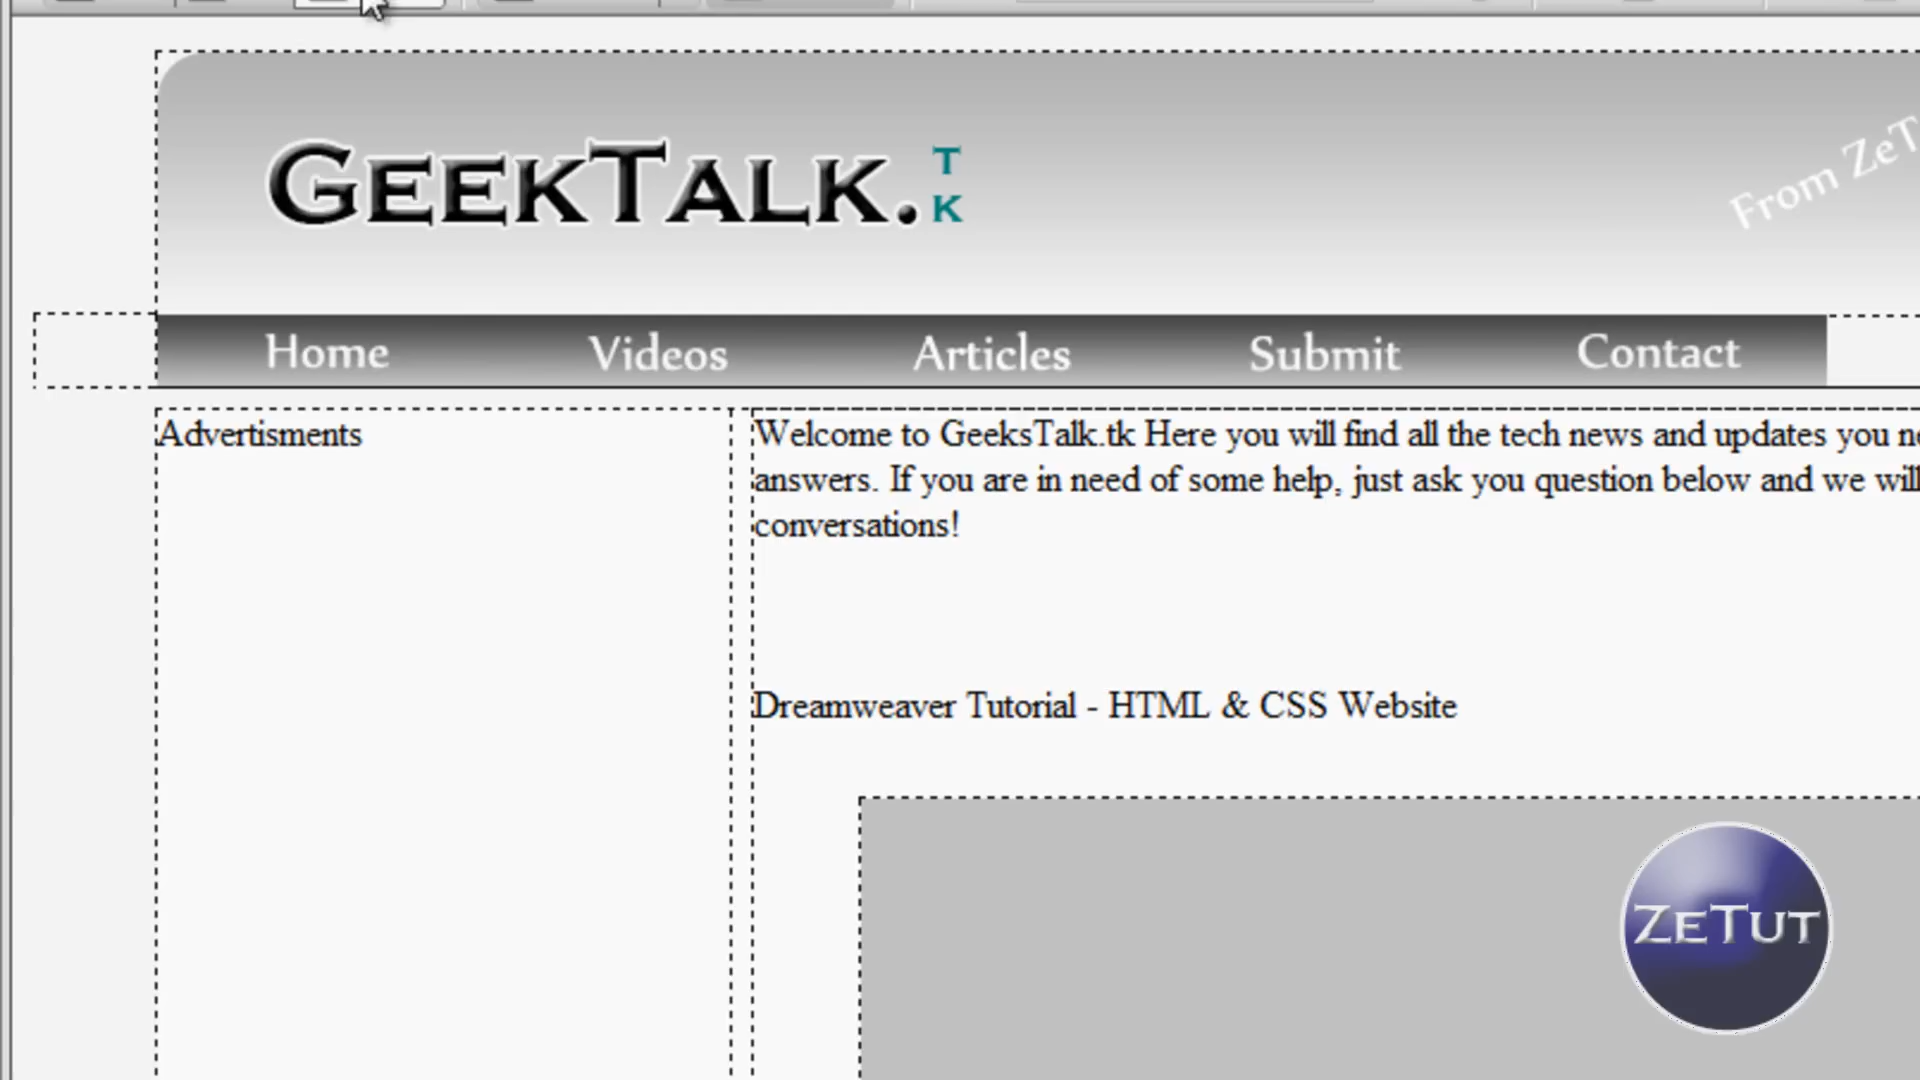 GEEKTALK.
T
K
From ZeT
Home Videos Articles Submit Contact
Advertisments
Welcome to GeeksTalk.tk Here you will find all the tech news and updates you
answers. If you are in need of some help, just ask you question below and we will
conversations!
Dreamweaver Tutorial - HTML & CSS Website
ZETUT